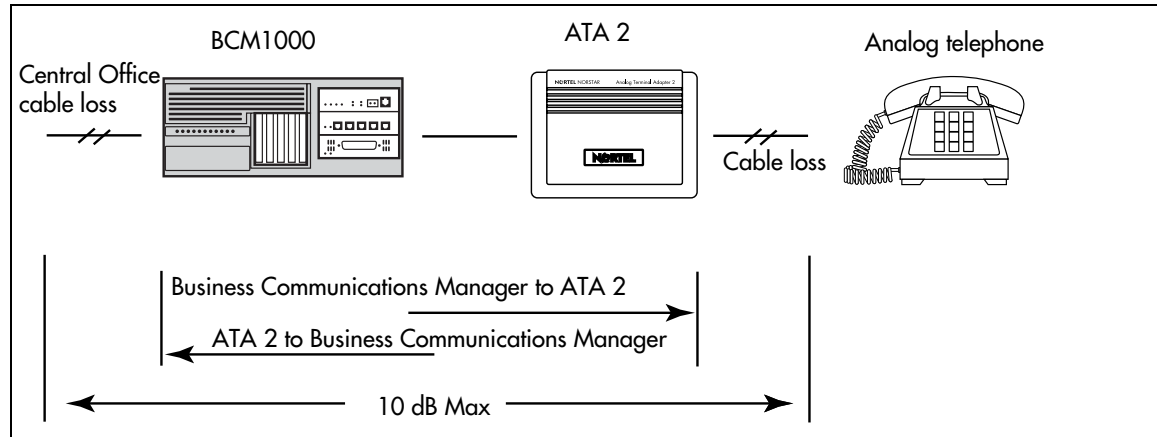 BCM1000
ATA 2
Analog telephone
Central Office
cable loss
NORTEL NORSTAR Analog Terminal Adapter 2
NORTEL
Cable loss
Business Communications Manager to ATA 2
ATA 2 to Business Communications Manager
10 dB Max